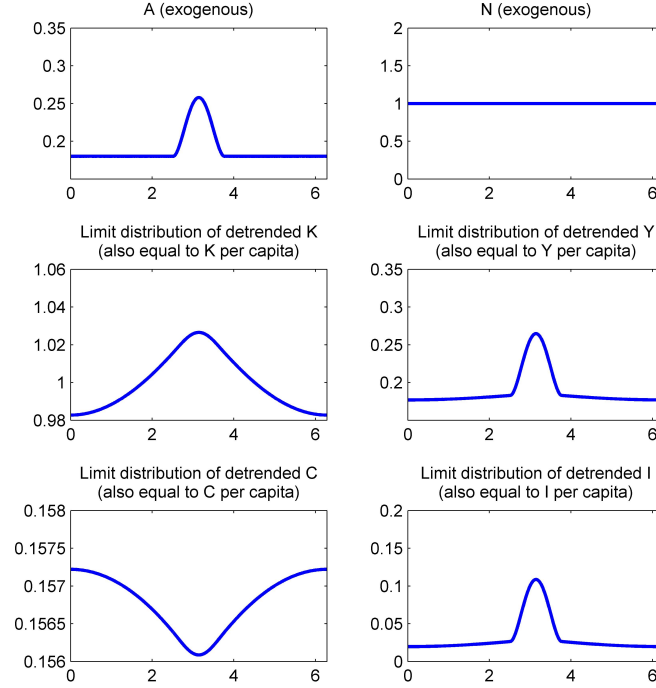 A (exogenous)
0.35
0.3
0.25
0.2
0 2 4 6
N (exogenous)
2
1.5
1
0.5
0
0 2 4 6
Limit distribution of detrended K
(also equal to K per capita)
1.06
1.04
1.02
1
0.98
0 2 4 6
Limit distribution of detrended Y
(also equal to Y per capita)
0.35
0.3
0.25
0.2
0 2 4 6
Limit distribution of detrended C
(also equal to C per capita)
0.158
0.1575
0.157
0.1565
0.156
0 2 4 6
Limit distribution of detrended I
(also equal to I per capita)
0.2
0.15
0.1
0.05
0
0 2 4 6